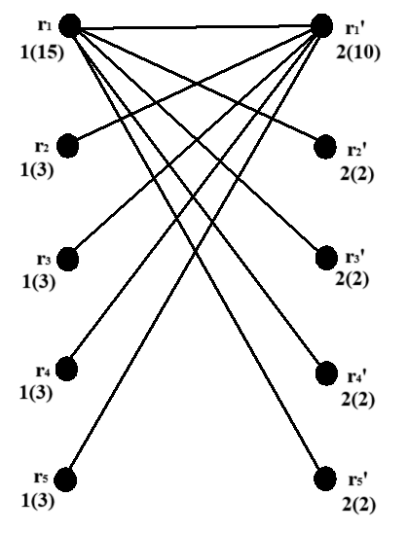 r₁ r₁'
1(15) 2(10)
r₂ r₂'
1(3) 2(2)
r₃ r₃'
1(3) 2(2)
r₄ r₄'
1(3) 2(2)
r₅ r₅'
1(3) 2(2)